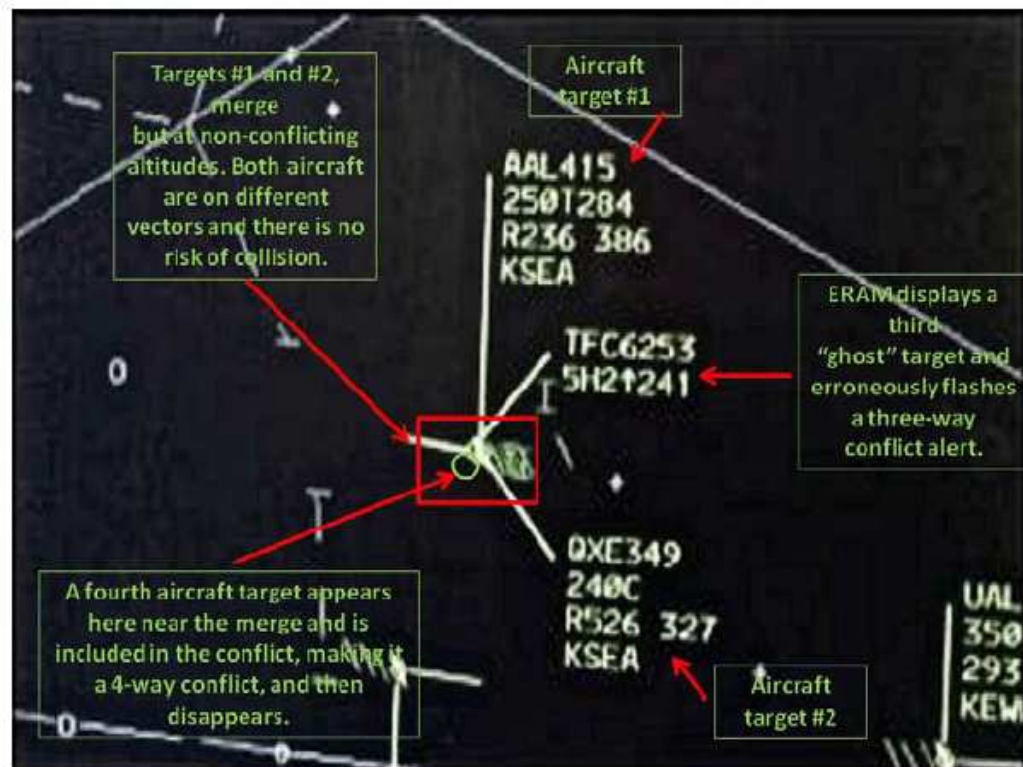 Targets #1 and #2,
merge
but at non-conflicting
altitudes. Both aircraft
are on different
vectors and there is no
risk of collision.
Aircraft
target #1
AAL415
250T284
R236 386
KSEA
ERAM displays a
third
“ghost” target and
erroneously flashes
a three-way
conflict alert.
TFC6253
5H2↑241
0
QXE349
240C
R526 327
KSEA
A fourth aircraft target appears
here near the merge and is
included in the conflict, making it
a 4-way conflict, and then
disappears.
Aircraft
target #2
UAL
350
293
KEW
0
0